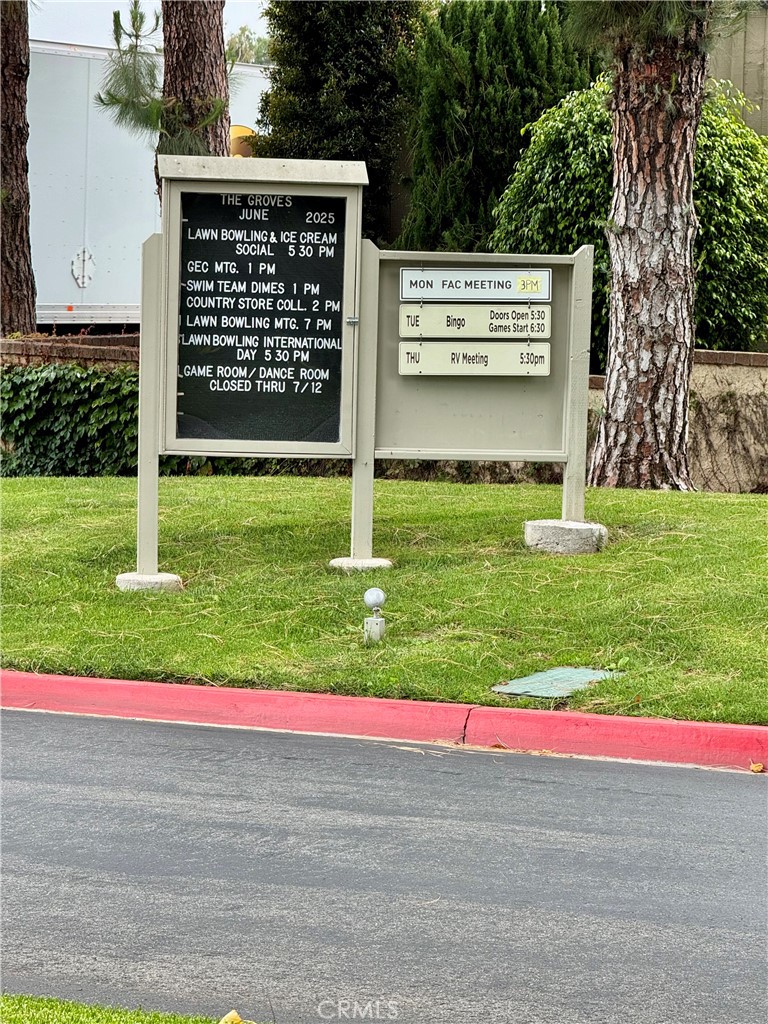 THE GROVES
JUNE 2025
LAWN BOWLING & ICE CREAM
SOCIAL 5 30 PM
GEC MTG. 1 PM
SWIM TEAM DIMES 1 PM
COUNTRY STORE COLL. 2 PM
LAWN BOWLING MTG. 7 PM
LAWN BOWLING INTERNATIONAL
DAY 5 30 PM
GAME ROOM/ DANCE ROOM
CLOSED THRU 7/12
MON FAC MEETING 3PM
TUE Bingo Doors Open 5:30
Games Start 6:30
THU RV Meeting 5:30pm
CRMLS